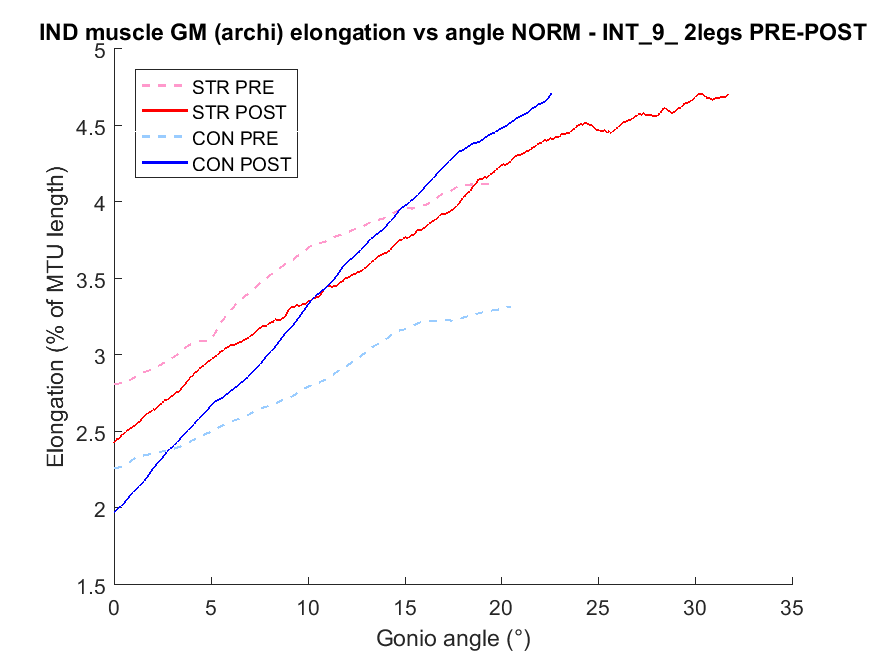 IND muscle GM (archi) elongation vs angle NORM - INT_9_ 2legs PRE-POST
5
4.5
4
3.5
3
2.5
2
1.5
Elongation (% of MTU length)
STR PRE
STR POST
CON PRE
CON POST
0 5 10 15 20 25 30 35
Gonio angle (°)